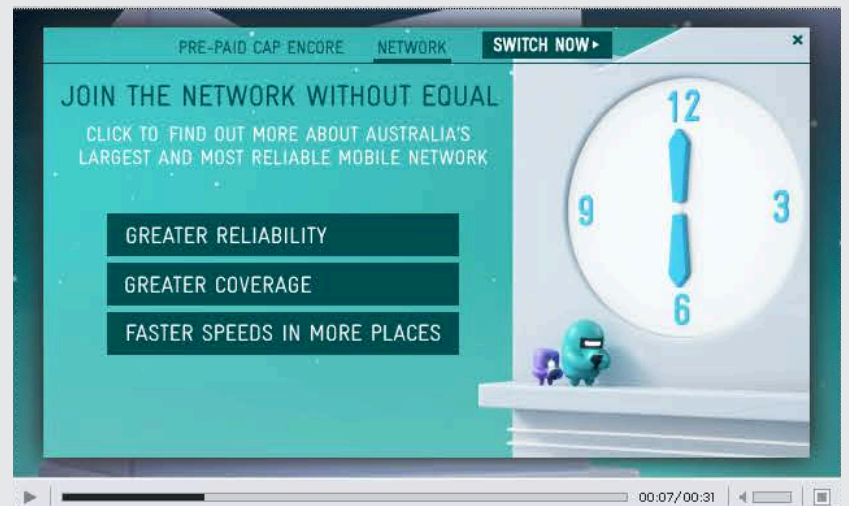 PRE-PAID CAP ENCORE NETWORK SWITCH NOW
JOIN THE NETWORK WITHOUT EQUAL
CLICK TO FIND OUT MORE ABOUT AUSTRALIA'S
LARGEST AND MOST RELIABLE MOBILE NETWORK
GREATER RELIABILITY
GREATER COVERAGE
FASTER SPEEDS IN MORE PLACES
12
9
3
6
00:07/00:31